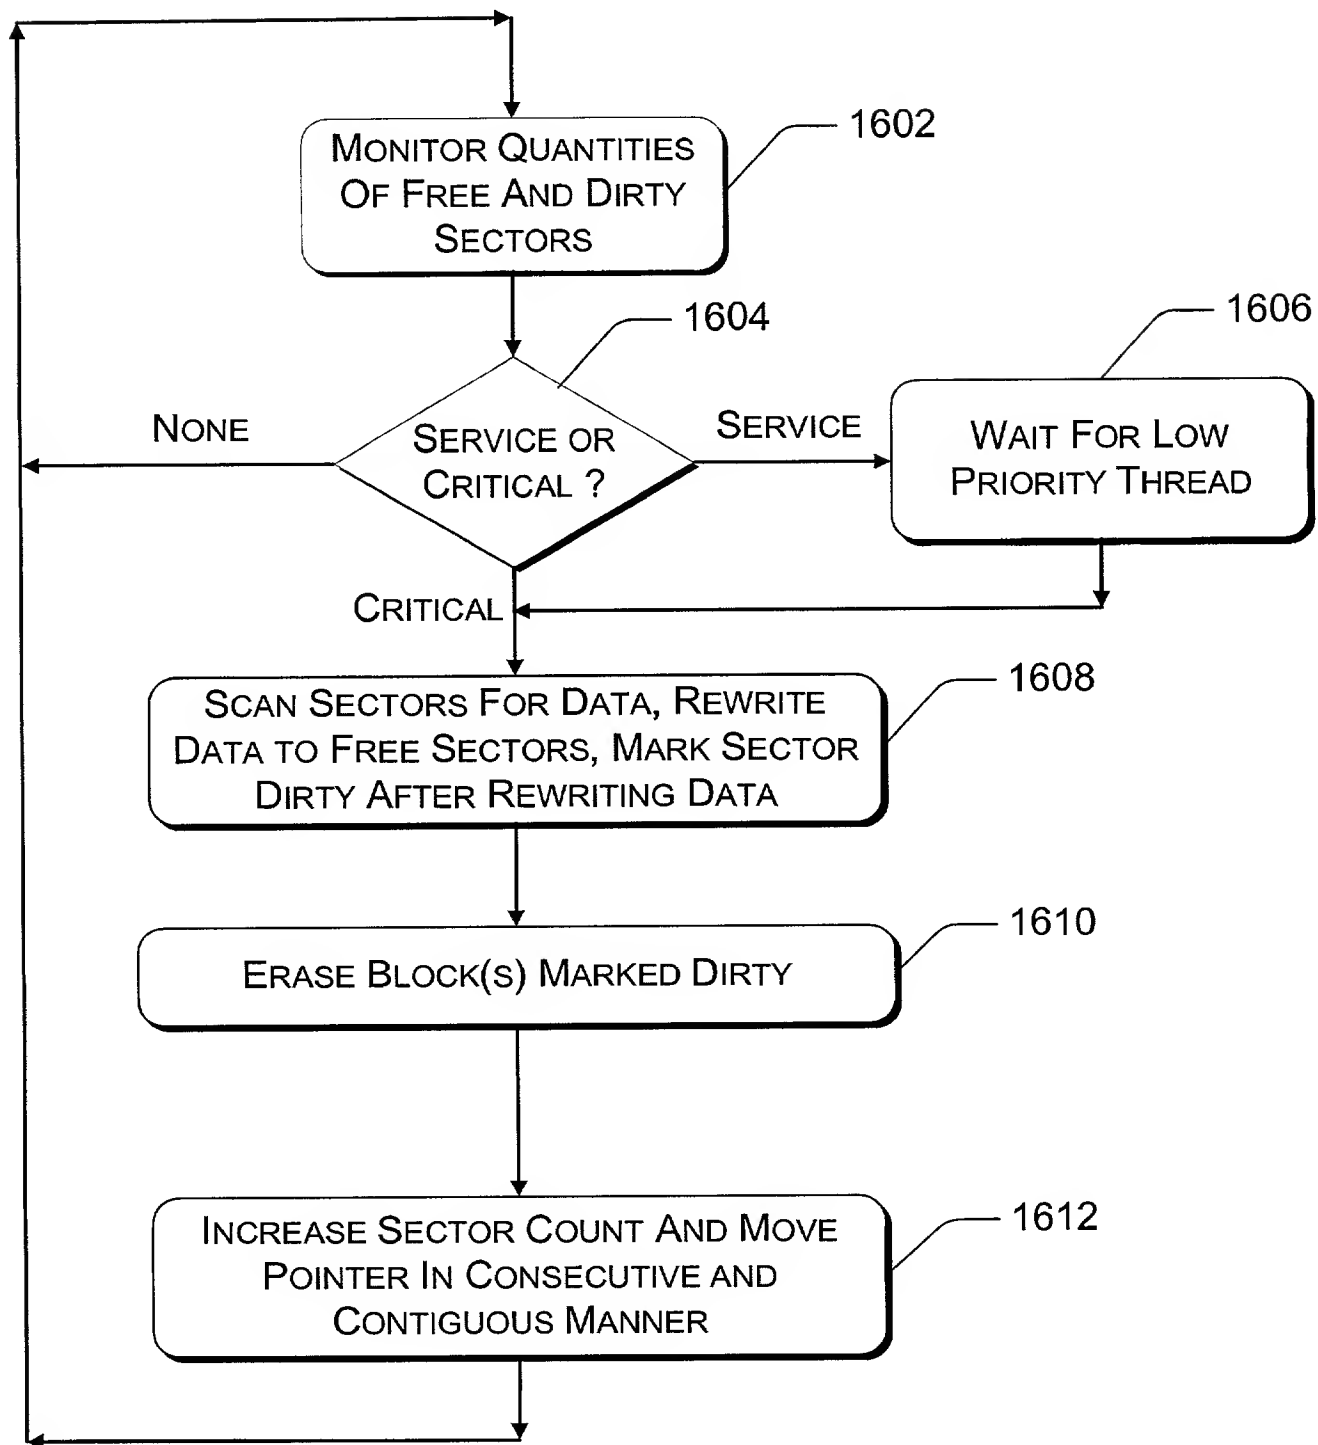 MONITOR QUANTITIES
OF FREE AND DIRTY
SECTORS
1602
1604
SERVICE OR
CRITICAL ?
NONE
SERVICE
1606
WAIT FOR LOW
PRIORITY THREAD
CRITICAL
1608
SCAN SECTORS FOR DATA, REWRITE
DATA TO FREE SECTORS, MARK SECTOR
DIRTY AFTER REWRITING DATA
1610
ERASE BLOCK(S) MARKED DIRTY
1612
INCREASE SECTOR COUNT AND MOVE
POINTER IN CONSECUTIVE AND
CONTIGUOUS MANNER